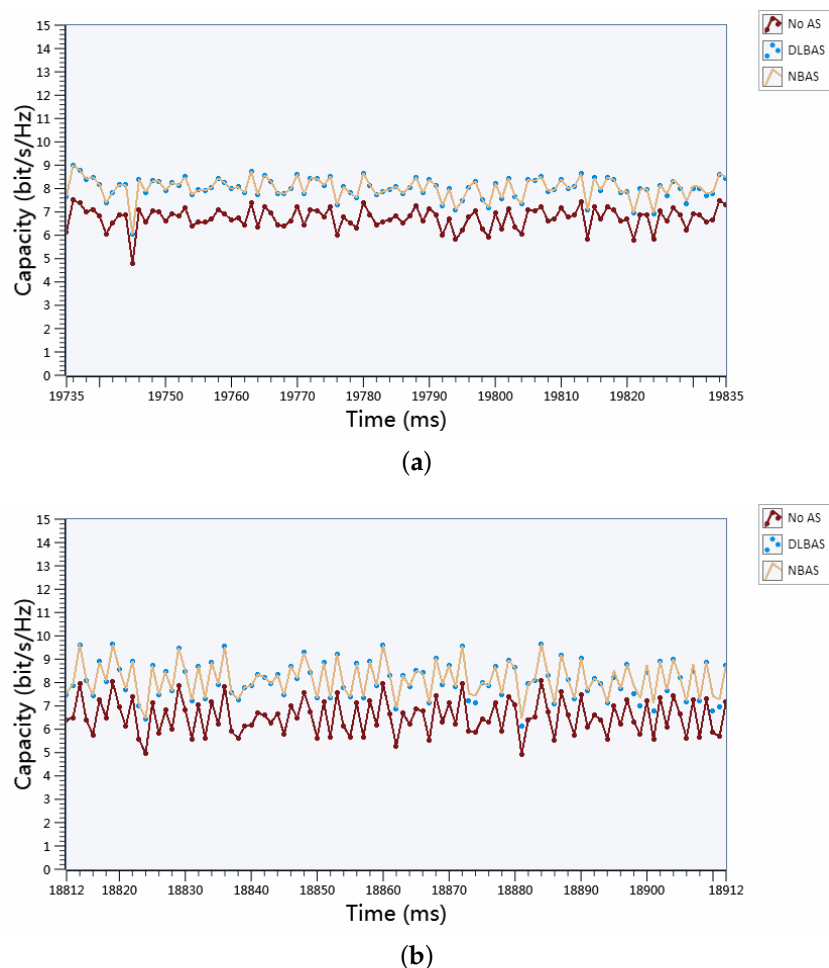 15
14
13
12
11
10
9
8
7
6
5
4
3
2
1
0
Capacity (bit/s/Hz)
19735 19750 19760 19770 19780 19790 19800 19810 19820 19835
Time (ms)
No AS
DLBAS
NBAS
(a)
15
14
13
12
11
10
9
8
7
6
5
4
3
2
1
0
Capacity (bit/s/Hz)
18812 18820 18830 18840 18850 18860 18870 18880 18890 18900 18912
Time (ms)
No AS
DLBAS
NBAS
(b)